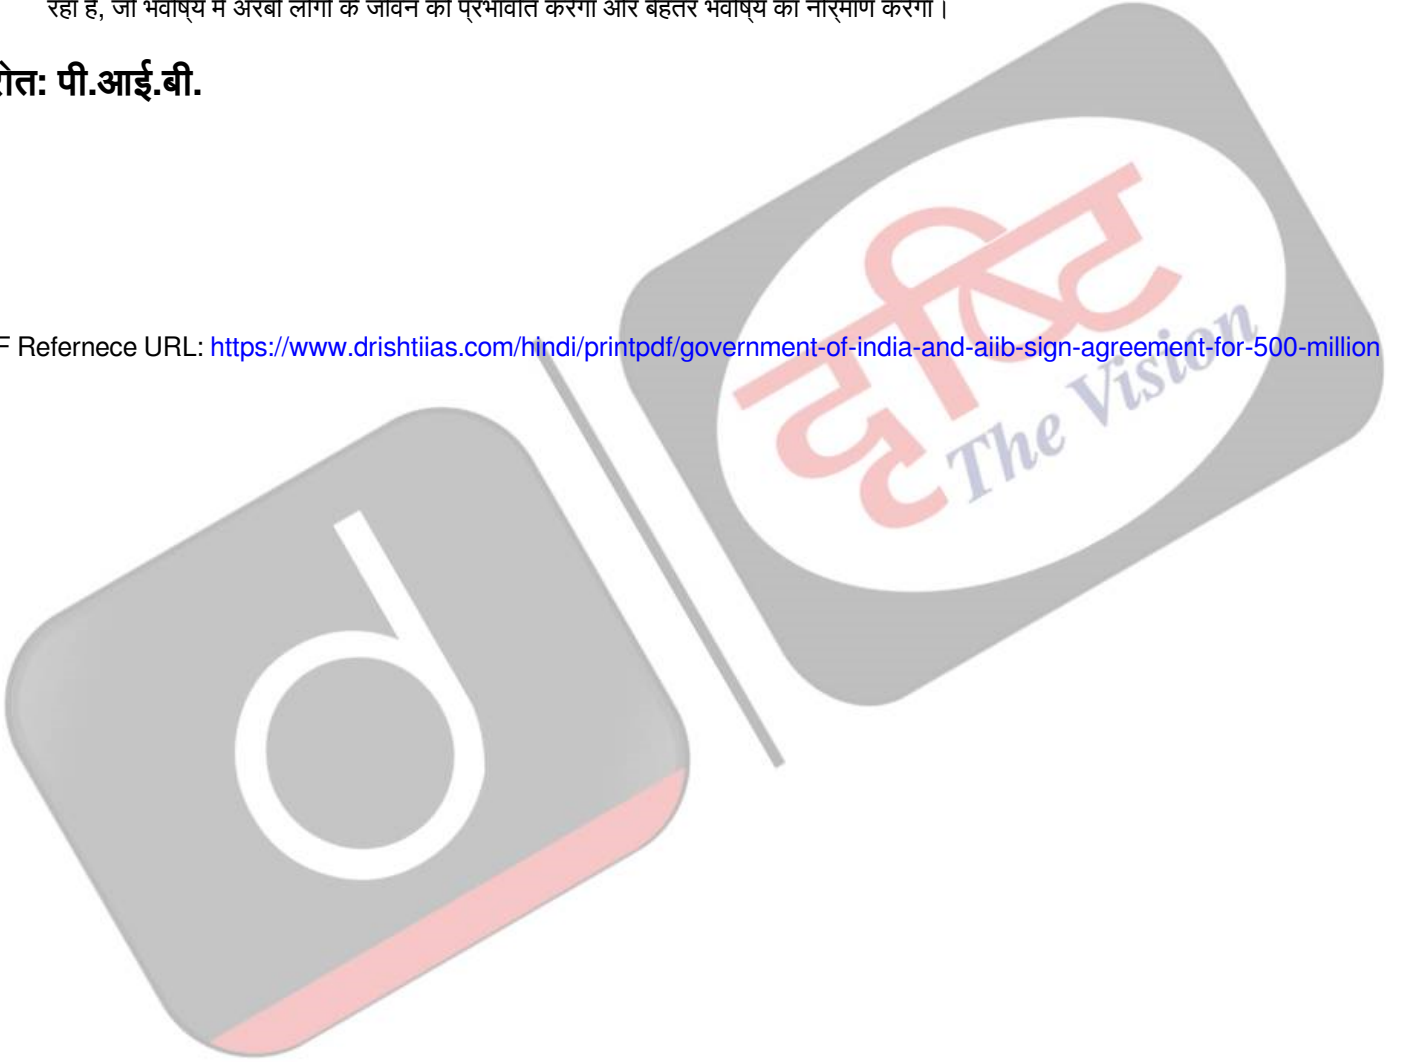 रहा है, जो भविष्य में अरबों लोगों के जीवन को प्रभावित करेगा और बेहतर भविष्य का निर्माण करेगा।
रोत: पी.आई.बी.
F Refernece URL: https://www.drishtiias.com/hindi/printpdf/government-of-india-and-aiib-sign-agreement-for-500-million
दृष्टि
The Vision
d